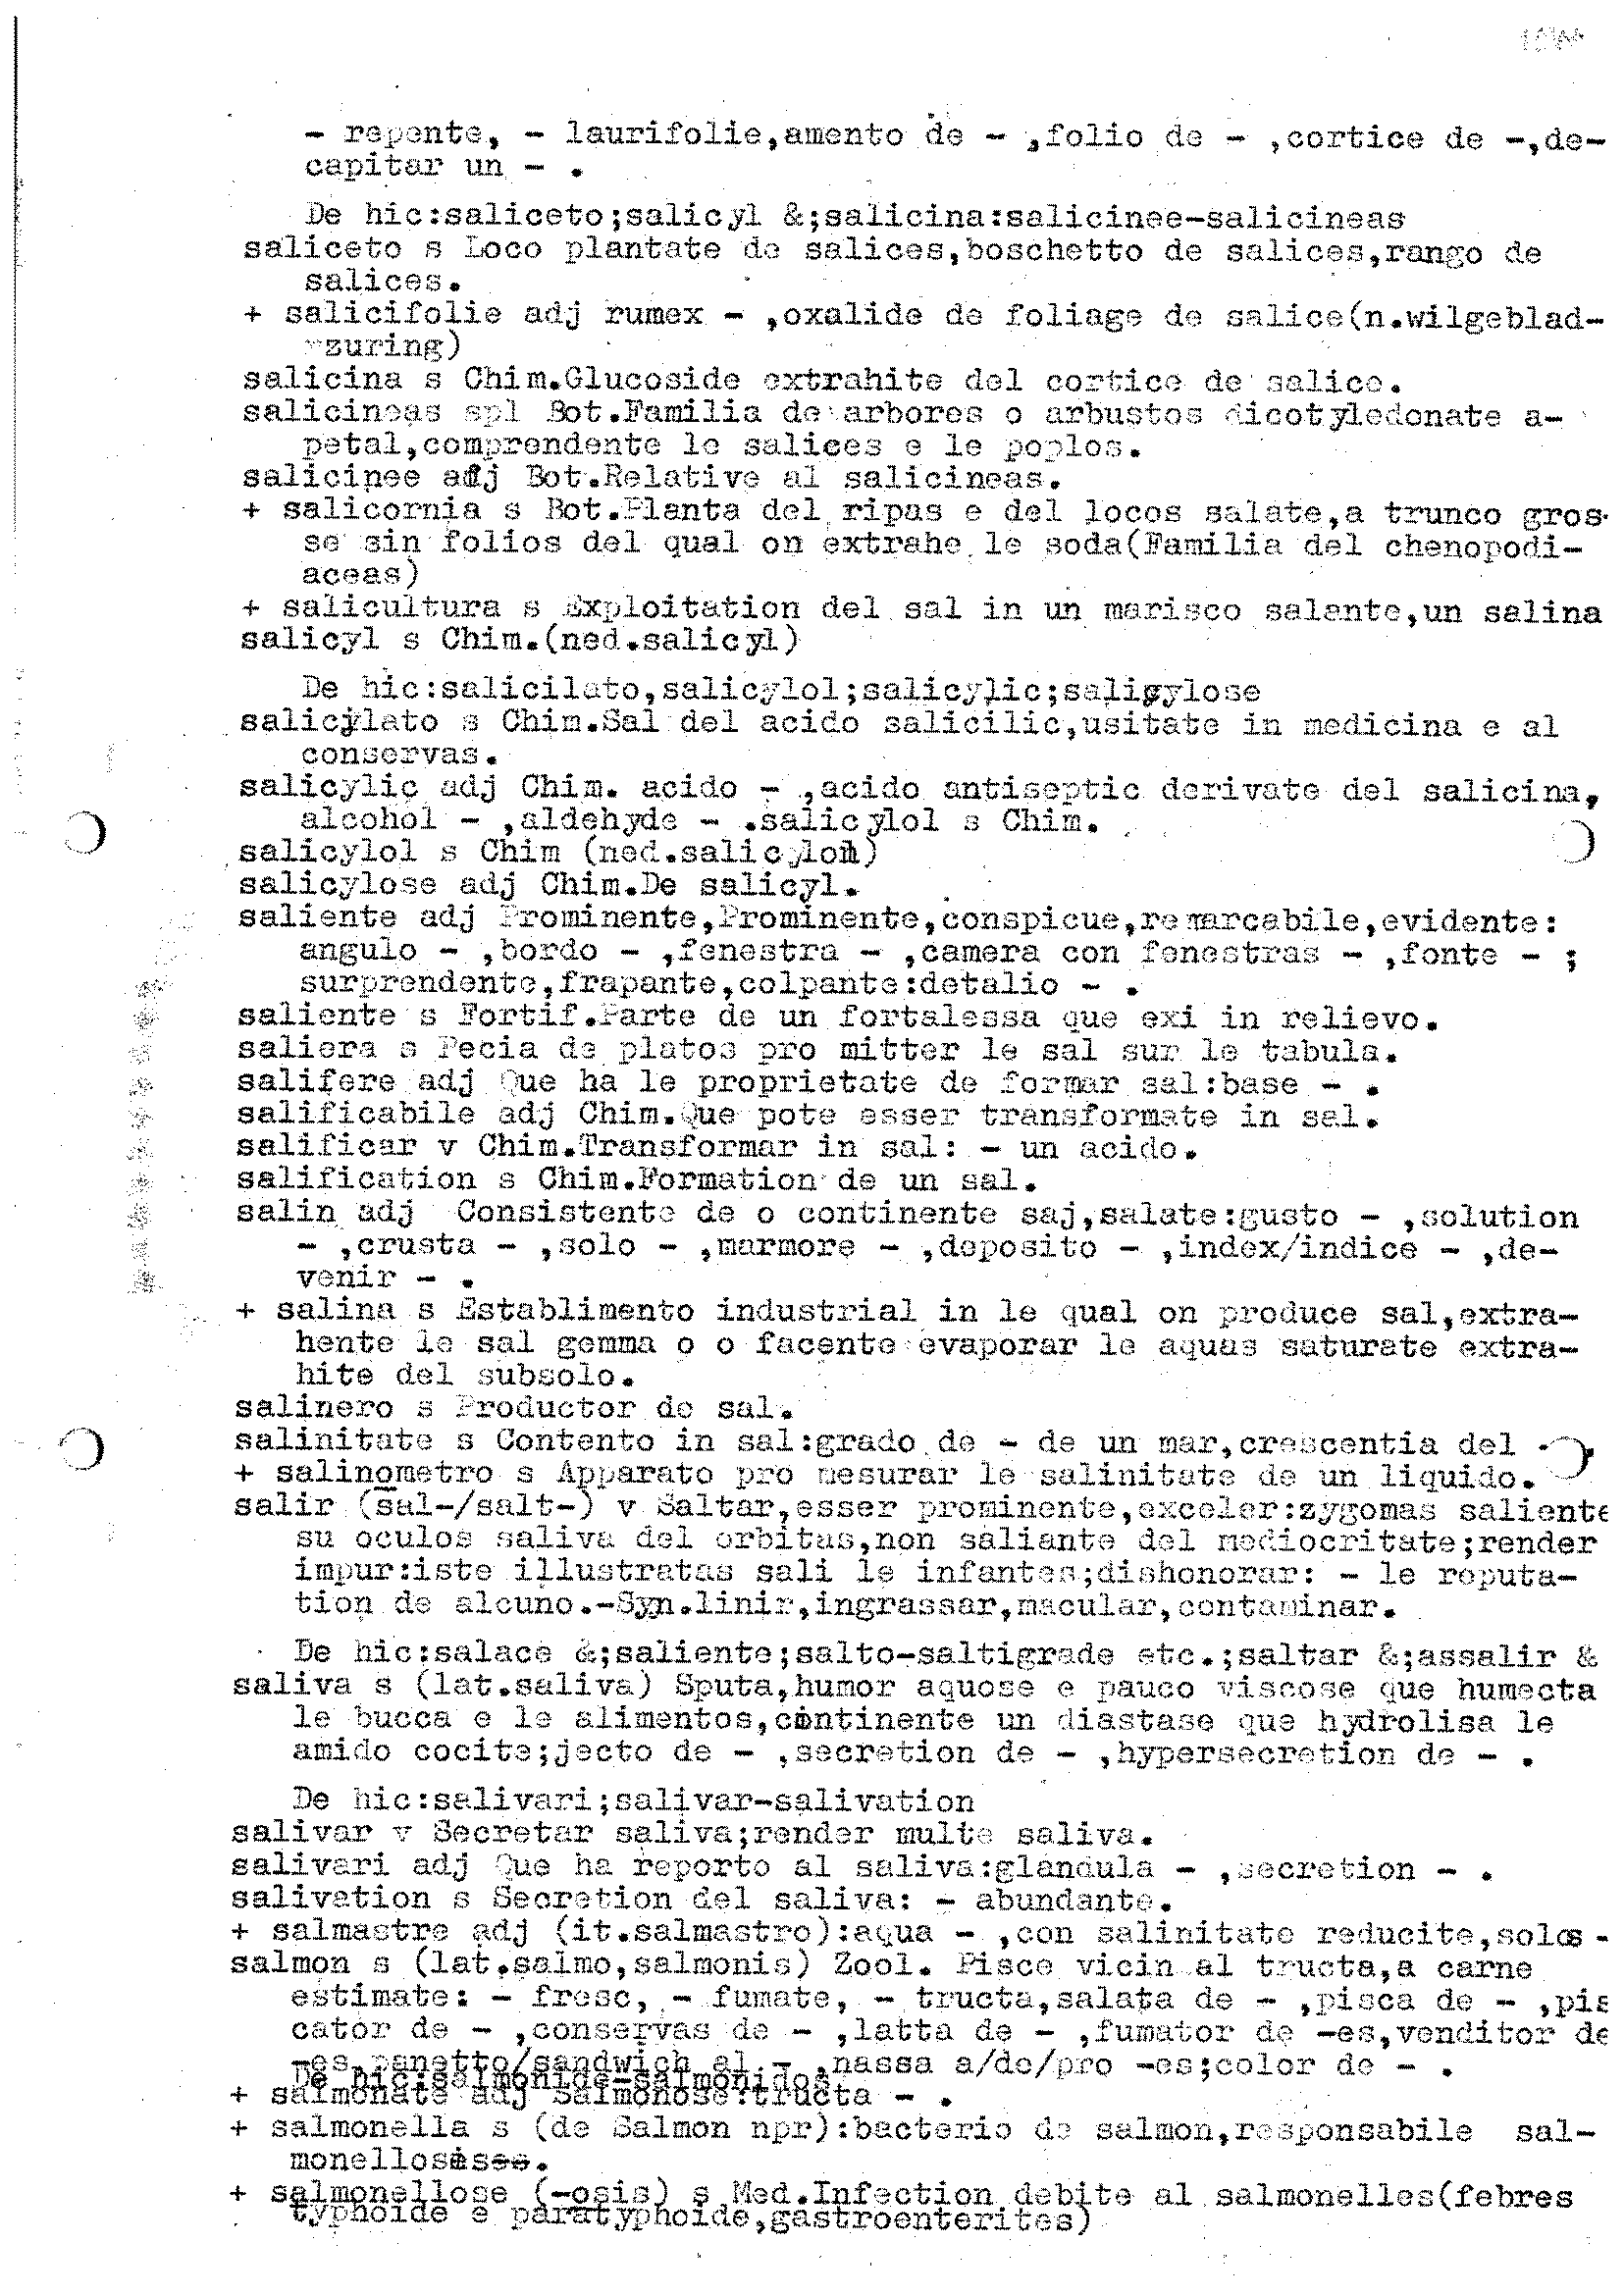 - repente, - laurifolie,amento de - ,folio de - ,cortice de -,de-
capitar un - .
De hic:saliceto;salicyl &;salicina:salicinee-salicineas
saliceto s Loco plantate de salices,boschetto de salices,rango de
salices.
+ salicifolie adj rumex - ,oxalide de foliage de salice(n.wilgeblad-
zuring)
salicina s Chim.Glucoside extrahite del cortice de salice.
salicineas spl Bot.Familia de arbores o arbustos dicotyledonate a-
petal,comprendente le salices e le poplos.
salicinee adj Bot.Relative al salicineas.
+ salicornia s Bot.Planta del ripas e del locos salate,a trunco gros-
se sin folios del qual on extrahe le soda(Familia del chenopodi-
aceas)
+ salicultura s Exploitation del sal in un marisco salante,un salina
salicyl s Chim.(ned.salicyl)
De hic:salicilato,salicylol;salicylic;salicylose
salicylato s Chim.Sal del acido salicilic,usitate in medicina e al
conservas.
salicylic adj Chim. acido - ,acido antiseptic derivate del salicina,
alcohol - ,aldehyde - .salicylol s Chim.
salicylol s Chim (ned.salicylol)
salicylose adj Chim.De salicyl.
saliente adj Prominente,Prominente,conspicue,remarcabile,evidente:
angulo - ,bordo - ,fenestra - ,camera con fenestras - ,fonte - ;
surprendente,frapante,colpante:detalio - .
saliente s Fortif.Parte de un fortalessa que exi in relievo.
saliera s Pecia de platos pro mitter le sal sur le tabula.
salifere adj Que ha le proprietate de formar sal:base - .
salificabile adj Chim.Que pote esser transformate in sal.
salificar v Chim.Transformar in sal: - un acido.
salification s Chim.Formation de un sal.
salin adj Consistente de o continente saj,salate:gusto - ,solution
- ,crusta - ,solo - ,marmore - ,deposito - ,index/indice - ,de-
venir - .
+ salina s Establimento industrial in le qual on produce sal,extra-
hente le sal gemma o o facente evaporar le aquas saturate extra-
hite del subsolo.
salinero s Productor de sal.
salinitate s Contento in sal:grado de - de un mar,crescentia del -.
+ salinometro s Apparato pro mesurar le salinitate de un liquido.
salir (sal-/salt-) v Saltar,esser prominente,exceler:zygomas saliente
su oculos saliva del orbitas,non saliante del mediocritate;render
impur:iste illustratas sali le infantes;dishonorar: - le reputa-
tion de alcuno.-Syn.linir,ingrassar,macular,contaminar.
De hic:salace &;saliente;salto-saltigrade etc.;saltar &;assalir &
saliva s (lat.saliva) Sputa,humor aquose e pauco viscose que humecta
le bucca e le alimentos,continente un diastase que hydrolisa le
amido cocite;jecto de - ,secretion de - ,hypersecretion de - .
De hic:salivari;salivar-salivation
salivar v Secretar saliva;render multe saliva.
salivari adj Que ha reporto al saliva:glandula - ,secretion - .
salivation s Secretion del saliva: - abundante.
+ salmastre adj (it.salmastro):aqua - ,con salinitate reducite,solos -
salmon s (lat.salmo,salmonis) Zool. Pisce vicin al tructa,a carne
estimate: - fresc, - fumate, - tructa,salata de - ,pisca de - ,pis
cator de - ,conservas de - ,latta de - ,fumator de -es,venditor de
-es,panetto/sandwich al - ,nassa a/de/pro -es;color de - .
De hic:salmonide-salmonidos
+ salmonate adj Salmonose:tructa - .
+ salmonella s (de Salmon npr):bacterio de salmon,responsabile sal-
monellosis.
+ salmonellose (-osis) s Med.Infection debite al salmonelles(febres
typhoide e paratyphoide,gastroenterites)